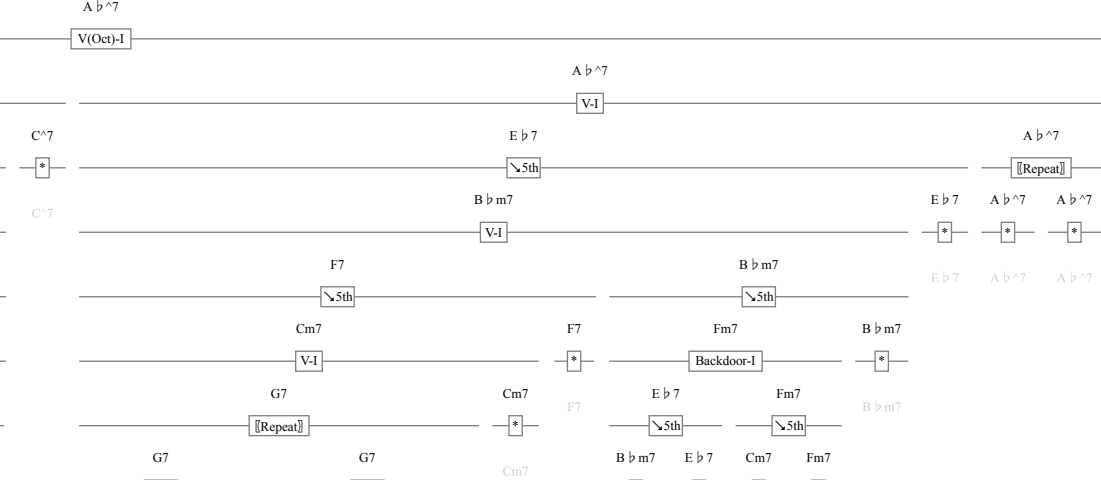 A♭^7
V(Oct)-I
A♭^7
V-I
C^7 E♭7 A♭^7
* ↘5th ⟦Repeat⟧
C^7 B♭m7 E♭7 A♭^7 A♭^7
V-I * * *
F7 B♭m7 E♭7 A♭^7 A♭^7
↘5th ↘5th
Cm7 F7 Fm7 B♭m7
V-I * Backdoor-I *
G7 Cm7 F7 E♭7 Fm7 B♭m7
⟦Repeat⟧ * ↘5th ↘5th
G7 G7 Cm7 B♭m7 E♭7 Cm7 Fm7